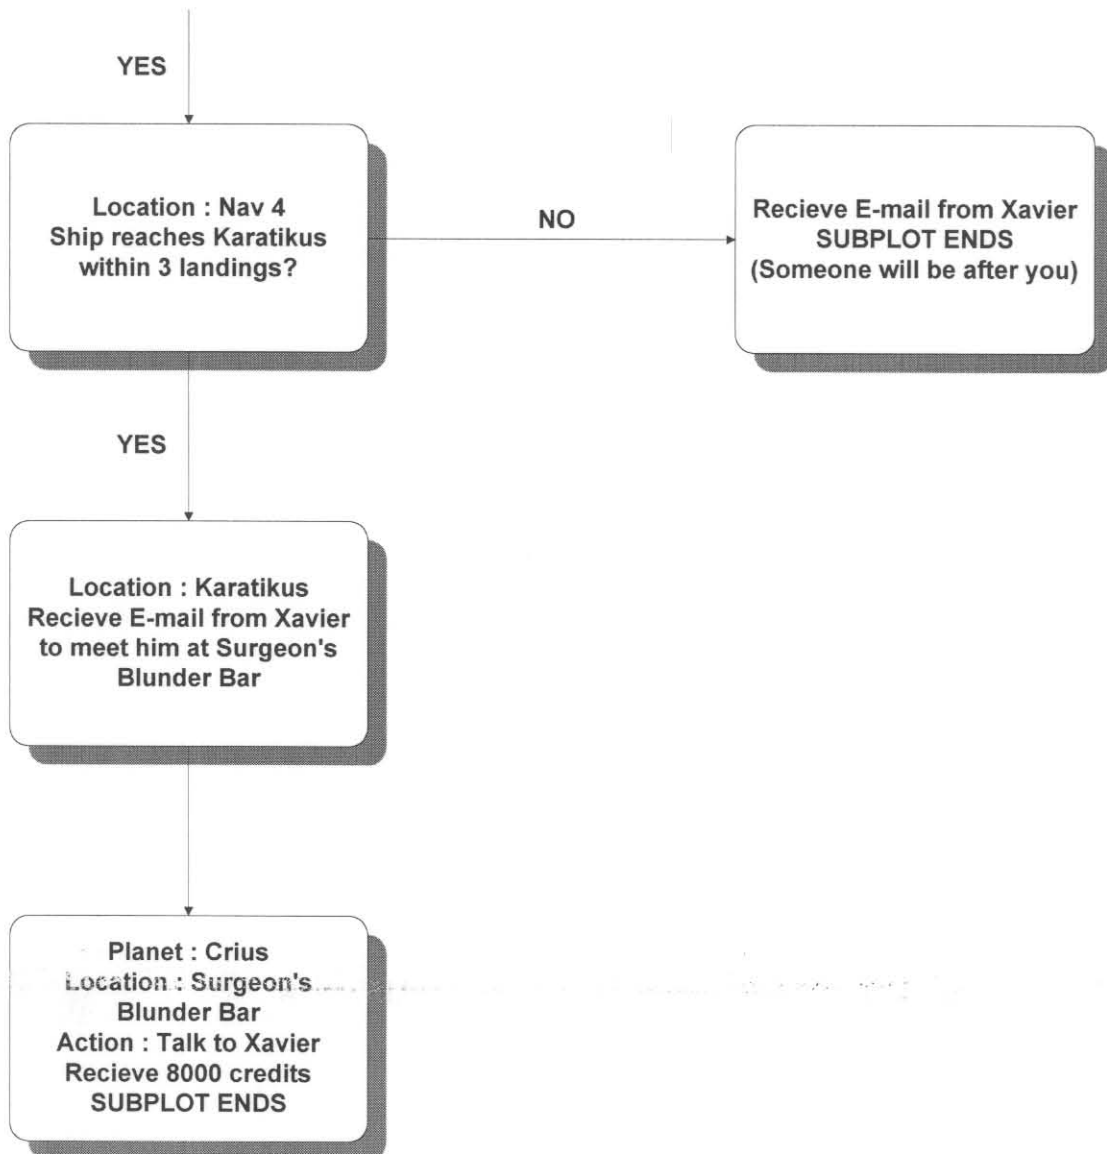 YES
Location : Nav 4
Ship reaches Karatikus
within 3 landings?
NO
Recieve E-mail from Xavier
SUBPLOT ENDS
(Someone will be after you)
YES
Location : Karatikus
Recieve E-mail from Xavier
to meet him at Surgeon's
Blunder Bar
Planet : Crius
Location : Surgeon's
Blunder Bar
Action : Talk to Xavier
Recieve 8000 credits
SUBPLOT ENDS